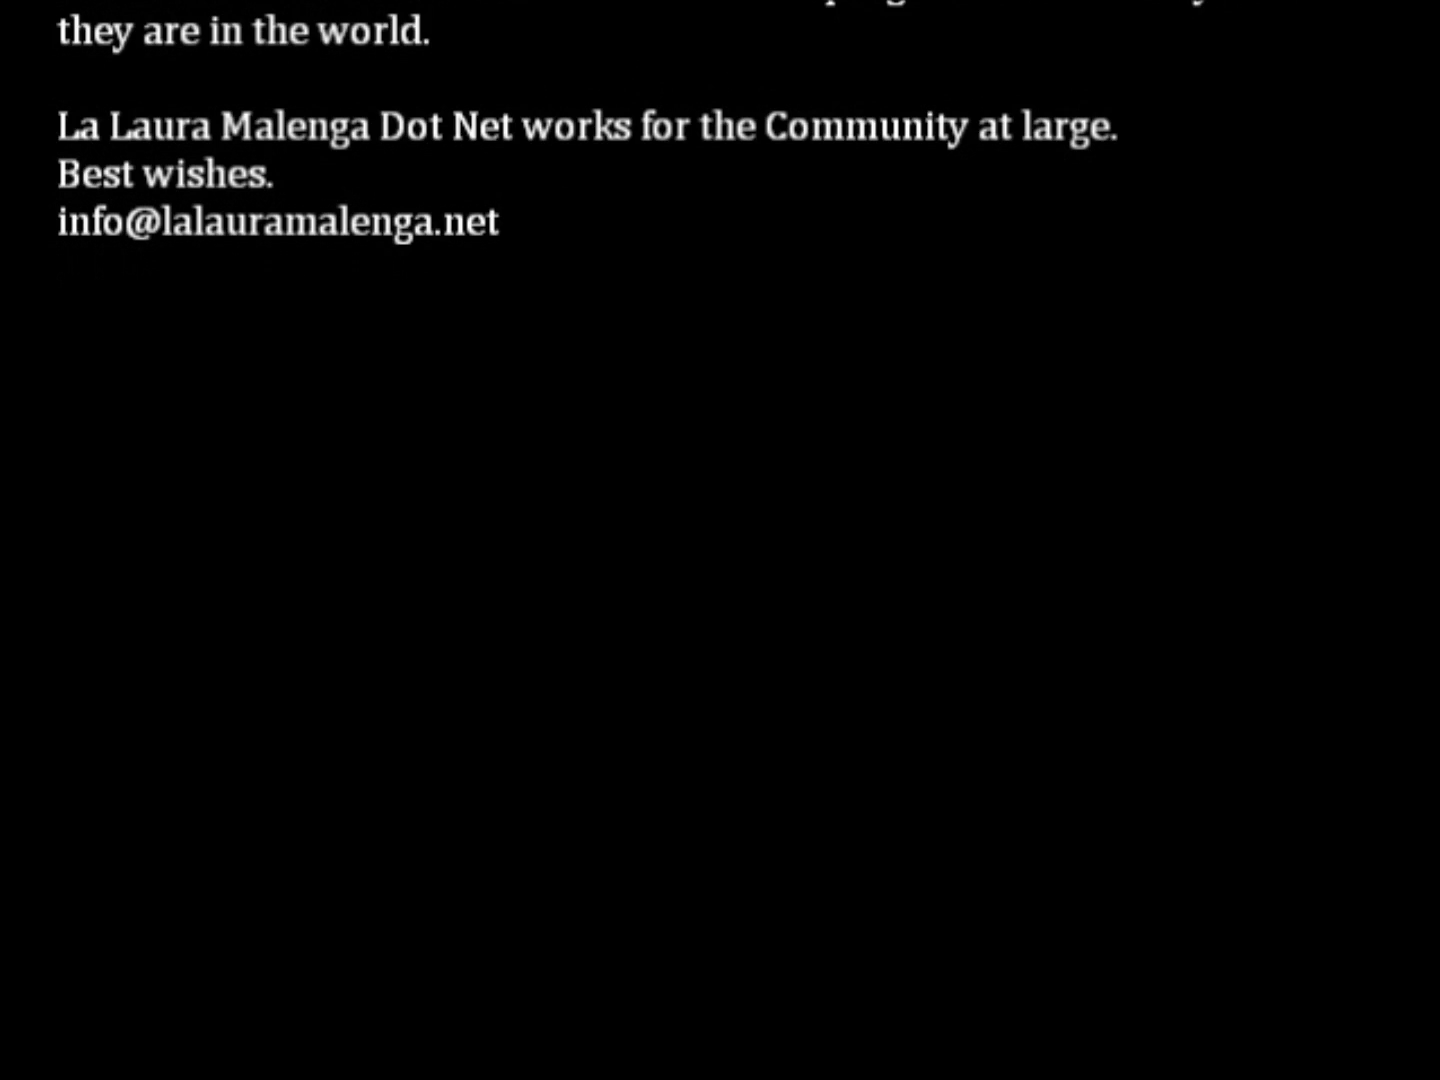 they are in the world.
La Laura Malenga Dot Net works for the Community at large.
Best wishes.
info@lalauramalenga.net